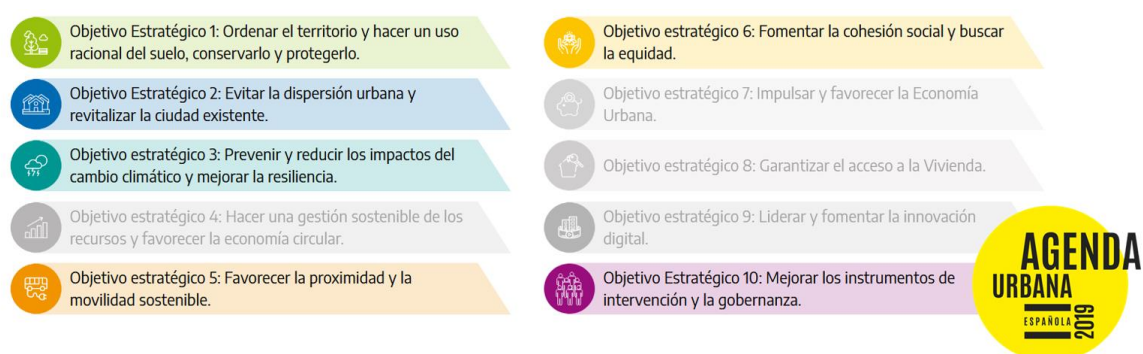 Objetivo Estratégico 1: Ordenar el territorio y hacer un uso
racional del suelo, conservarlo y protegerlo.
Objetivo Estratégico 2: Evitar la dispersión urbana y
revitalizar la ciudad existente.
Objetivo estratégico 3: Prevenir y reducir los impactos del
cambio climático y mejorar la resiliencia.
Objetivo estratégico 4: Hacer una gestión sostenible de los
recursos y favorecer la economía circular.
Objetivo estratégico 5: Favorecer la proximidad y la
movilidad sostenible.
Objetivo estratégico 6: Fomentar la cohesión social y buscar
la equidad.
Objetivo estratégico 7: Impulsar y favorecer la Economía
Urbana.
Objetivo estratégico 8: Garantizar el acceso a la Vivienda.
Objetivo estratégico 9: Liderar y fomentar la innovación
digital.
Objetivo Estratégico 10: Mejorar los instrumentos de
intervención y la gobernanza.
AGENDA
URBANA
ESPAÑOLA
2019